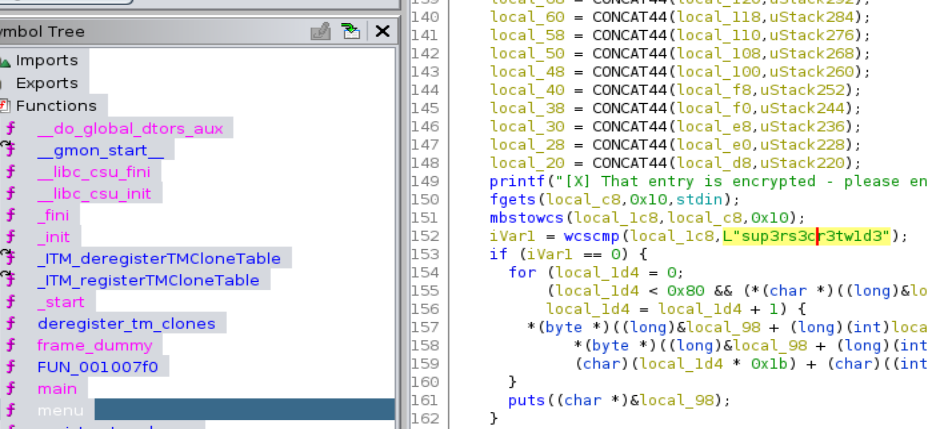 ymbol Tree
Imports
Exports
Functions
f __do_global_dtors_aux
f __gmon_start__
f __libc_csu_fini
f __libc_csu_init
f _fini
f _init
f _ITM_deregisterTMCloneTable
f _ITM_registerTMCloneTable
f _start
f deregister_tm_clones
f frame_dummy
f FUN_001007f0
f main
f menu
140 local_60 = CONCAT44(local_118,uStack284);
141 local_58 = CONCAT44(local_110,uStack276);
142 local_50 = CONCAT44(local_108,uStack268);
143 local_48 = CONCAT44(local_100,uStack260);
144 local_40 = CONCAT44(local_f8,uStack252);
145 local_38 = CONCAT44(local_f0,uStack244);
146 local_30 = CONCAT44(local_e8,uStack236);
147 local_28 = CONCAT44(local_e0,uStack228);
148 local_20 = CONCAT44(local_d8,uStack220);
149 printf("[X] That entry is encrypted - please en
150 fgets(local_c8,0x10,stdin);
151 mbstowcs(local_1c8,local_c8,0x10);
152 iVar1 = wcscmp(local_1c8,L"sup3rs3cr3tw1d3");
153 if (iVar1 == 0) {
154 for (local_1d4 = 0;
155 (local_1d4 < 0x80 && (*(char *)((long)&lo
156 local_1d4 = local_1d4 + 1) {
157 *(byte *)((long)&local_98 + (long)(int)loca
158 *(byte *)((long)&local_98 + (long)(int
159 (char)(local_1d4 * 0x1b) + (char)((int
160 }
161 puts((char *)&local_98);
162 }